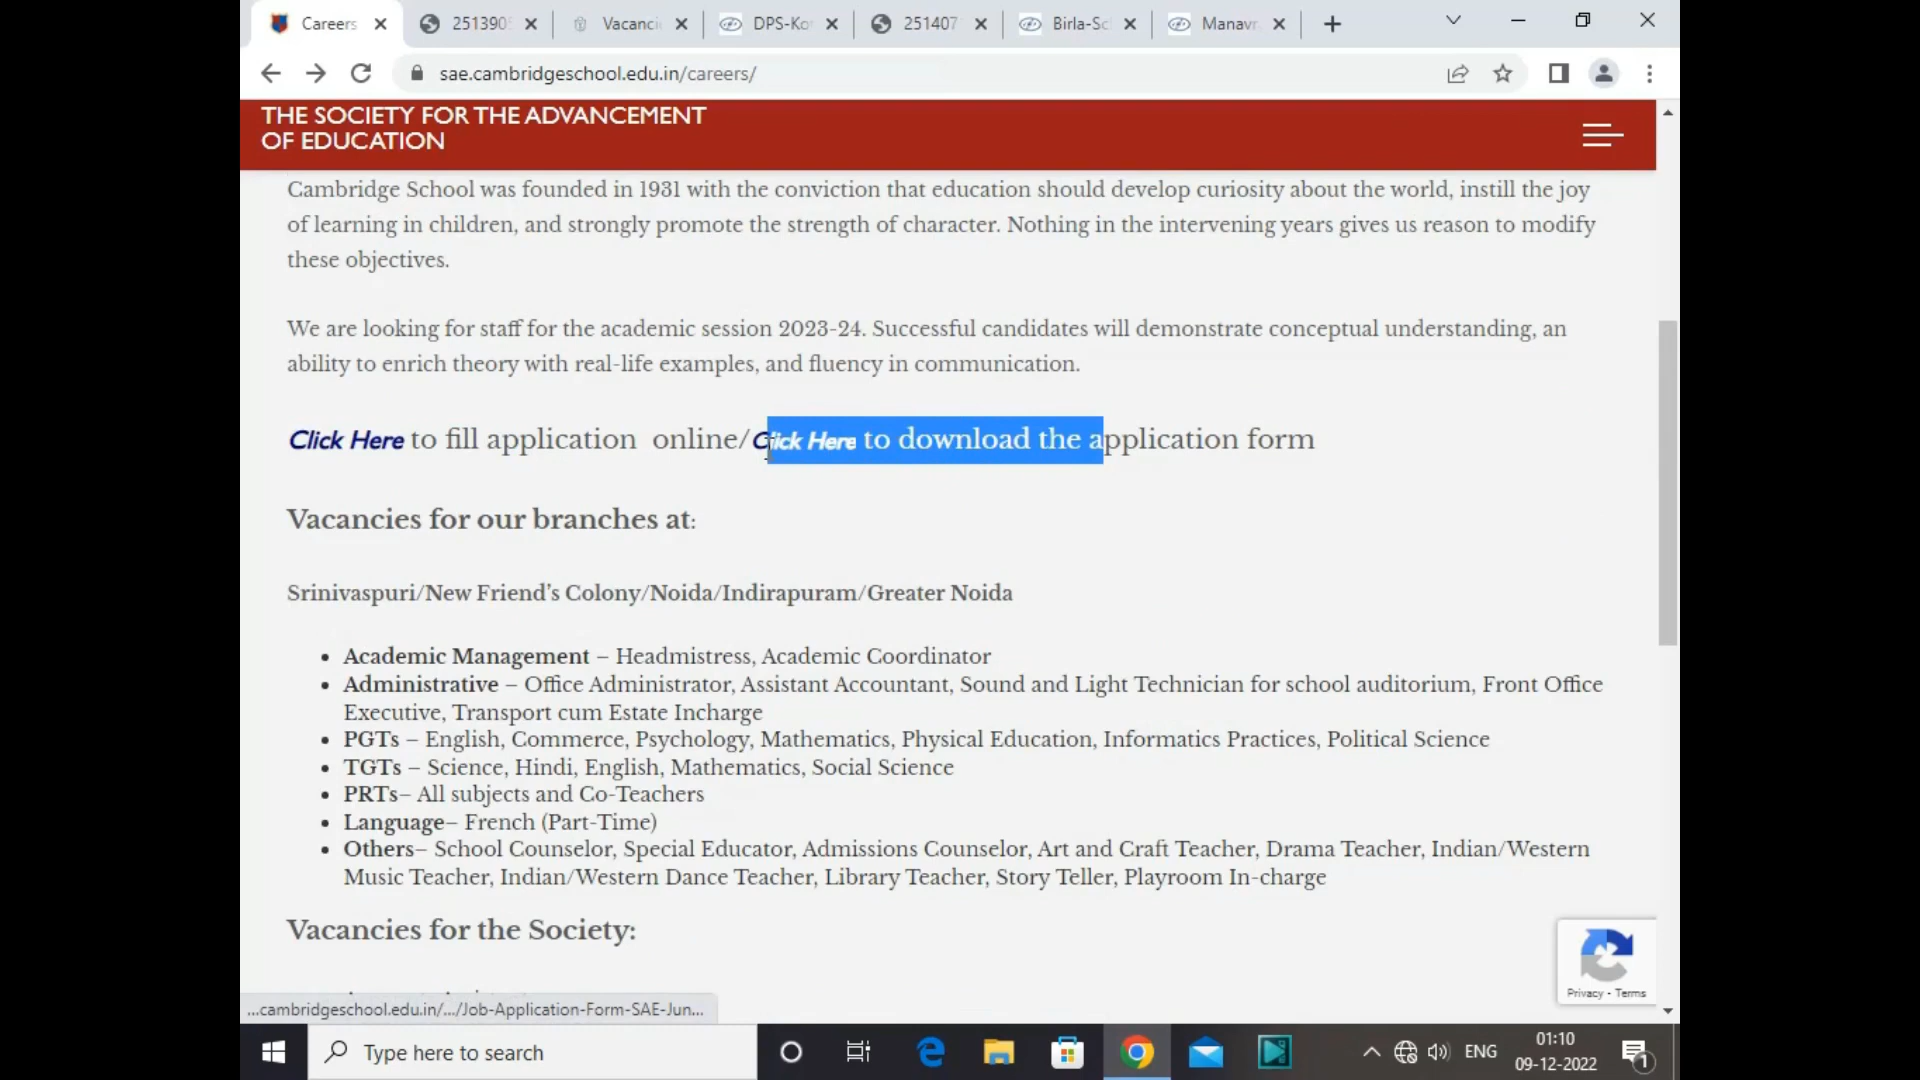 Careers
251390
Vacanci
DPS-Ko
251407
Birla-Sc
Manavr
sae.cambridgeschool.edu.in/careers/
THE SOCIETY FOR THE ADVANCEMENT
OF EDUCATION
Cambridge School was founded in 1931 with the conviction that education should develop curiosity about the world, instill the joy
of learning in children, and strongly promote the strength of character. Nothing in the intervening years gives us reason to modify
these objectives.
We are looking for staff for the academic session 2023-24. Successful candidates will demonstrate conceptual understanding, an
ability to enrich theory with real-life examples, and fluency in communication.
Click Here to fill application online/Click Here to download the application form
Vacancies for our branches at:
Srinivaspuri/New Friend’s Colony/Noida/Indirapuram/Greater Noida
• Academic Management – Headmistress, Academic Coordinator
• Administrative – Office Administrator, Assistant Accountant, Sound and Light Technician for school auditorium, Front Office
Executive, Transport cum Estate Incharge
• PGTs – English, Commerce, Psychology, Mathematics, Physical Education, Informatics Practices, Political Science
• TGTs – Science, Hindi, English, Mathematics, Social Science
• PRTs– All subjects and Co-Teachers
• Language– French (Part-Time)
• Others– School Counselor, Special Educator, Admissions Counselor, Art and Craft Teacher, Drama Teacher, Indian/Western
Music Teacher, Indian/Western Dance Teacher, Library Teacher, Story Teller, Playroom In-charge
Vacancies for the Society:
Privacy - Terms
...cambridgeschool.edu.in/.../Job-Application-Form-SAE-Jun...
Type here to search
ENG
01:10
09-12-2022
1